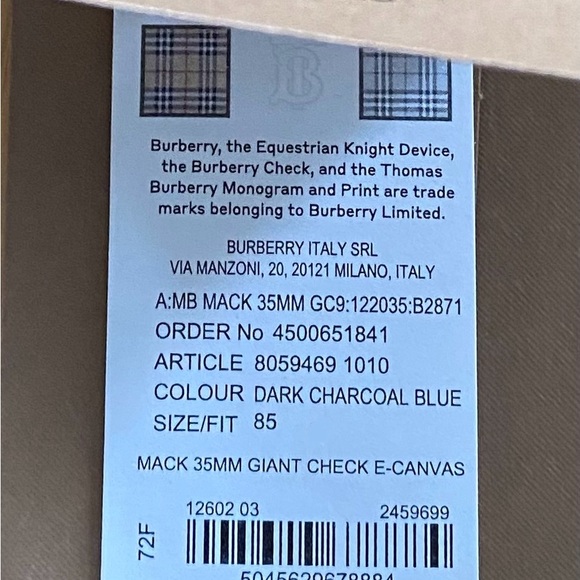 Burberry, the Equestrian Knight Device,
the Burberry Check, and the Thomas
Burberry Monogram and Print are trade
marks belonging to Burberry Limited.
BURBERRY ITALY SRL
VIA MANZONI, 20, 20121 MILANO, ITALY
A:MB MACK 35MM GC9:122035:B2871
ORDER No 4500651841
ARTICLE 8059469 1010
COLOUR DARK CHARCOAL BLUE
SIZE/FIT 85
MACK 35MM GIANT CHECK E-CANVAS
12602 03 2459699
72F